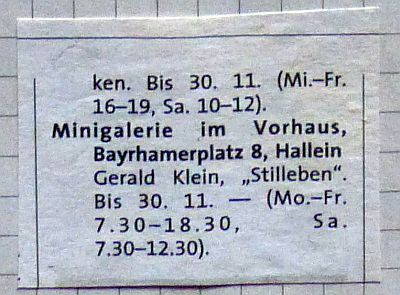 ken. Bis 30. 11. (Mi.–Fr.
16–19, Sa. 10–12).
Minigalerie im Vorhaus,
Bayrhamerplatz 8, Hallein
Gerald Klein, „Stilleben“.
Bis 30. 11. — (Mo.–Fr.
7.30–18.30, Sa.
7.30–12.30).